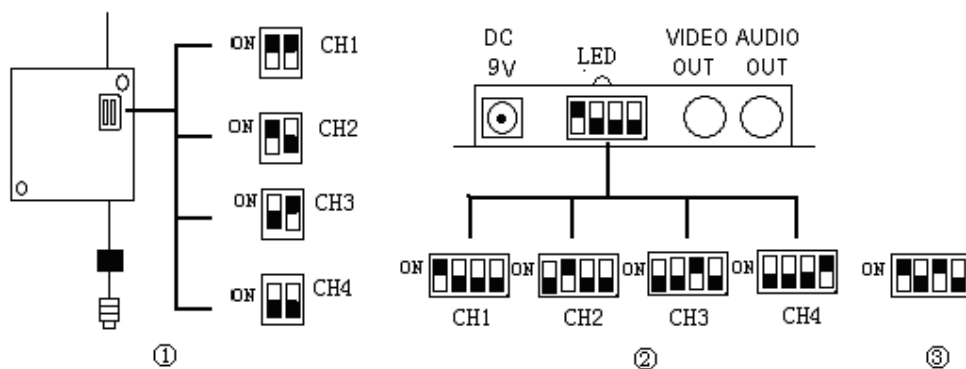 ON CH1
ON CH2
ON CH3
ON CH4
①
DC
9V
LED
VIDEO
OUT
AUDIO
OUT
ON ON ON ON
CH1 CH2 CH3 CH4
②
ON
③